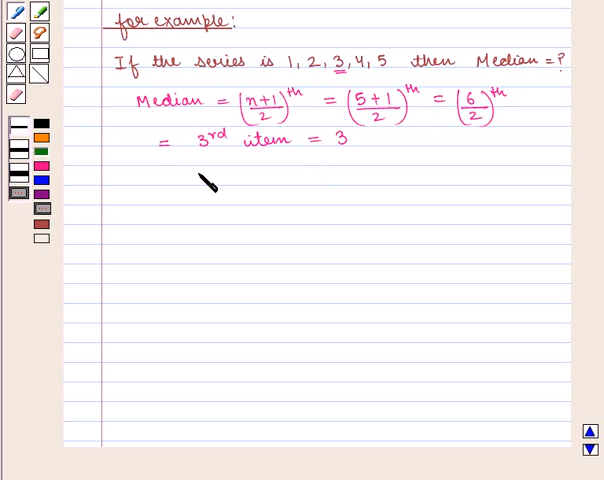 for example:
If the series is 1, 2, 3, 4, 5 then Median = ?
Median = (n+1/2)th = (5+1/2)th = (6/2)th
= 3rd item = 3